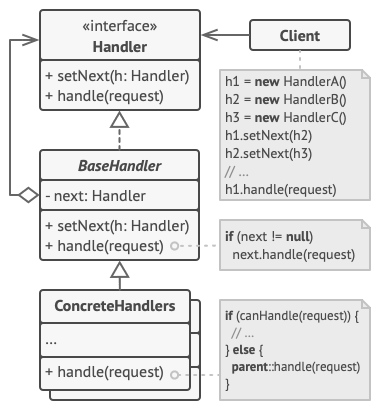 «interface»
Handler
+ setNext(h: Handler)
+ handle(request)
Client
h1 = new HandlerA()
h2 = new HandlerB()
h3 = new HandlerC()
h1.setNext(h2)
h2.setNext(h3)
// ...
h1.handle(request)
BaseHandler
- next: Handler
+ setNext(h: Handler)
+ handle(request)
if (next != null)
next.handle(request)
ConcreteHandlers
...
+ handle(request)
if (canHandle(request)) {
// ...
} else {
parent::handle(request)
}